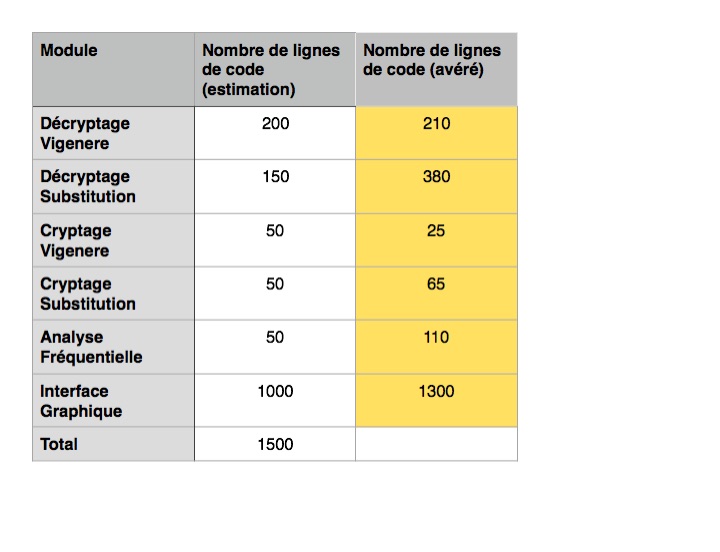 Module
Nombre de lignes
de code
(estimation)
Nombre de lignes
de code (avéré)
Décryptage
Vigenere
200
210
Décryptage
Substitution
150
380
Cryptage
Vigenere
50
25
Cryptage
Substitution
50
65
Analyse
Fréquentielle
50
110
Interface
Graphique
1000
1300
Total
1500